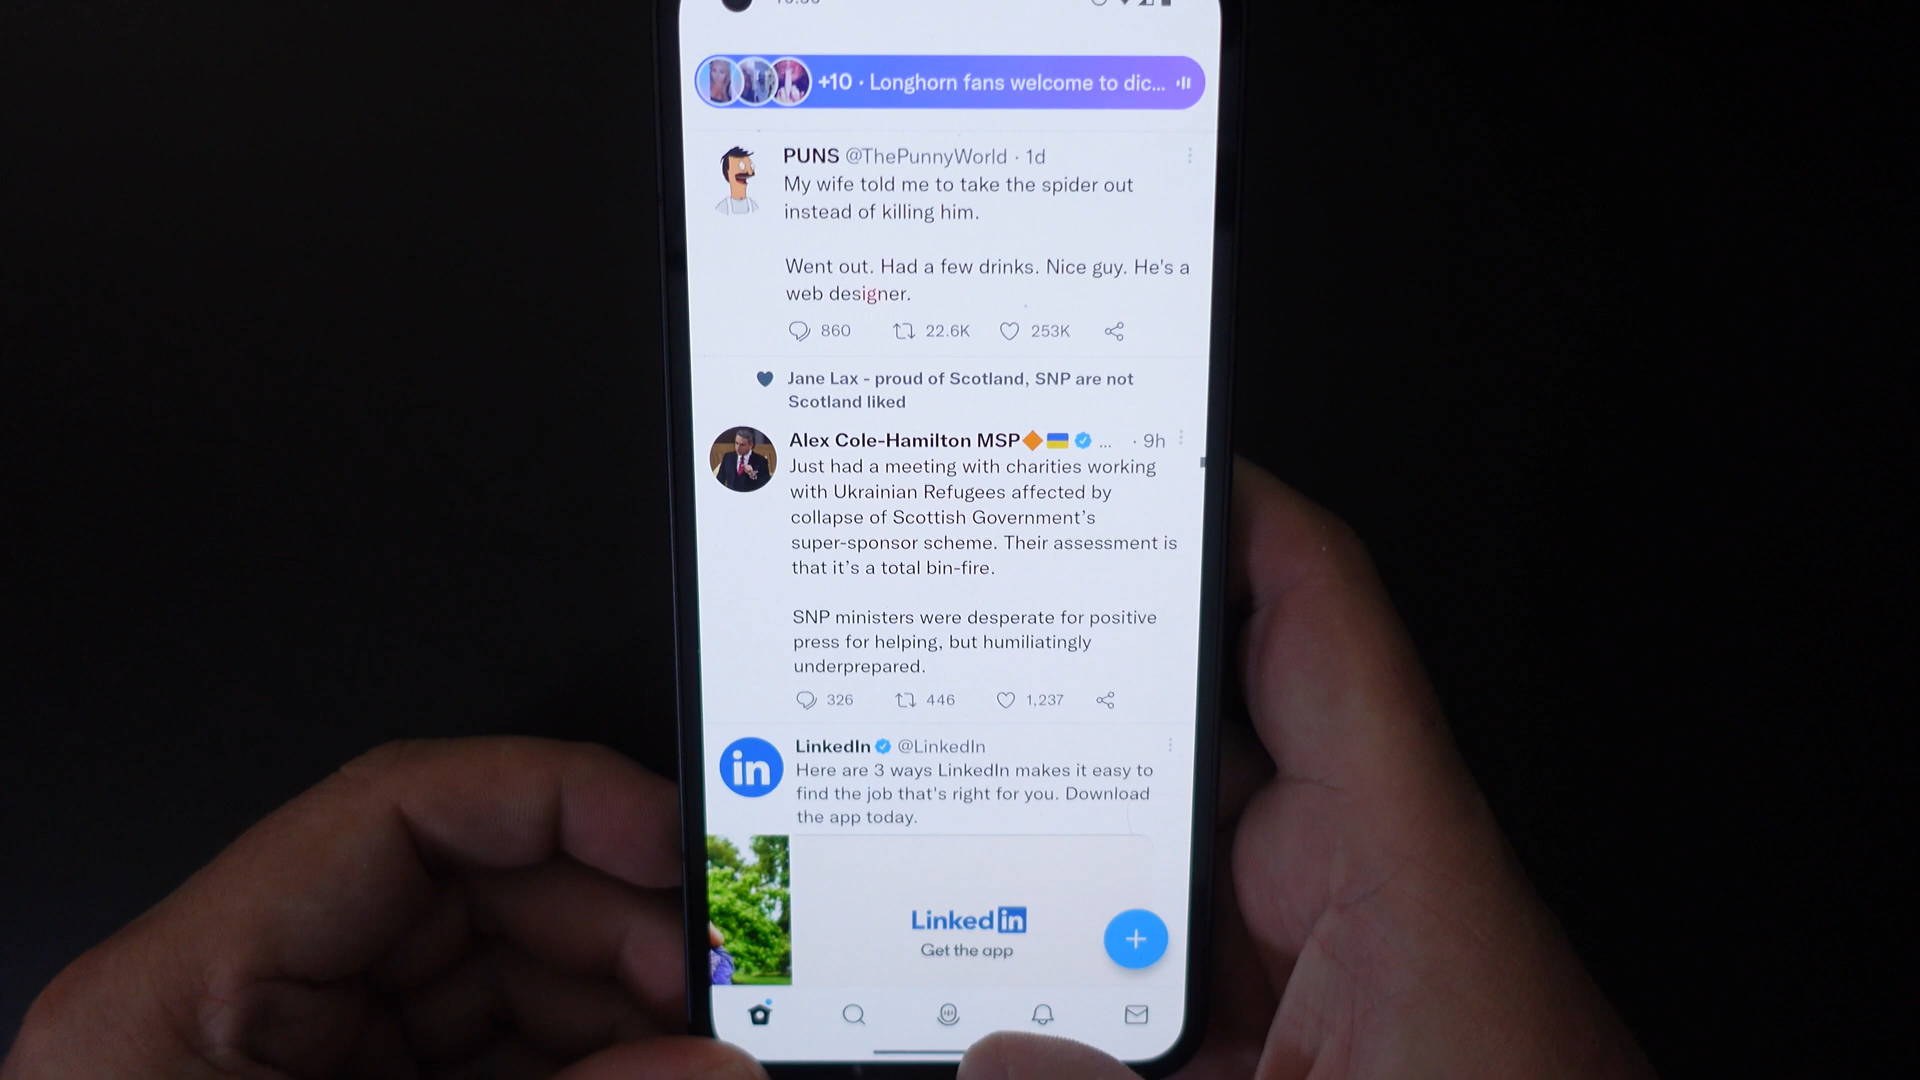 +10 · Longhorn fans welcome to dic...
PUNS @ThePunnyWorld · 1d
My wife told me to take the spider out
instead of killing him.
Went out. Had a few drinks. Nice guy. He's a
web designer.
860 22.6K 253K
Jane Lax - proud of Scotland, SNP are not
Scotland liked
Alex Cole-Hamilton MSP🔶🇺🇦 ... · 9h
Just had a meeting with charities working
with Ukrainian Refugees affected by
collapse of Scottish Government’s
super-sponsor scheme. Their assessment is
that it’s a total bin-fire.
SNP ministers were desperate for positive
press for helping, but humiliatingly
underprepared.
326 446 1,237
LinkedIn @LinkedIn
in
Here are 3 ways LinkedIn makes it easy to
find the job that's right for you. Download
the app today.
Linked in
Get the app